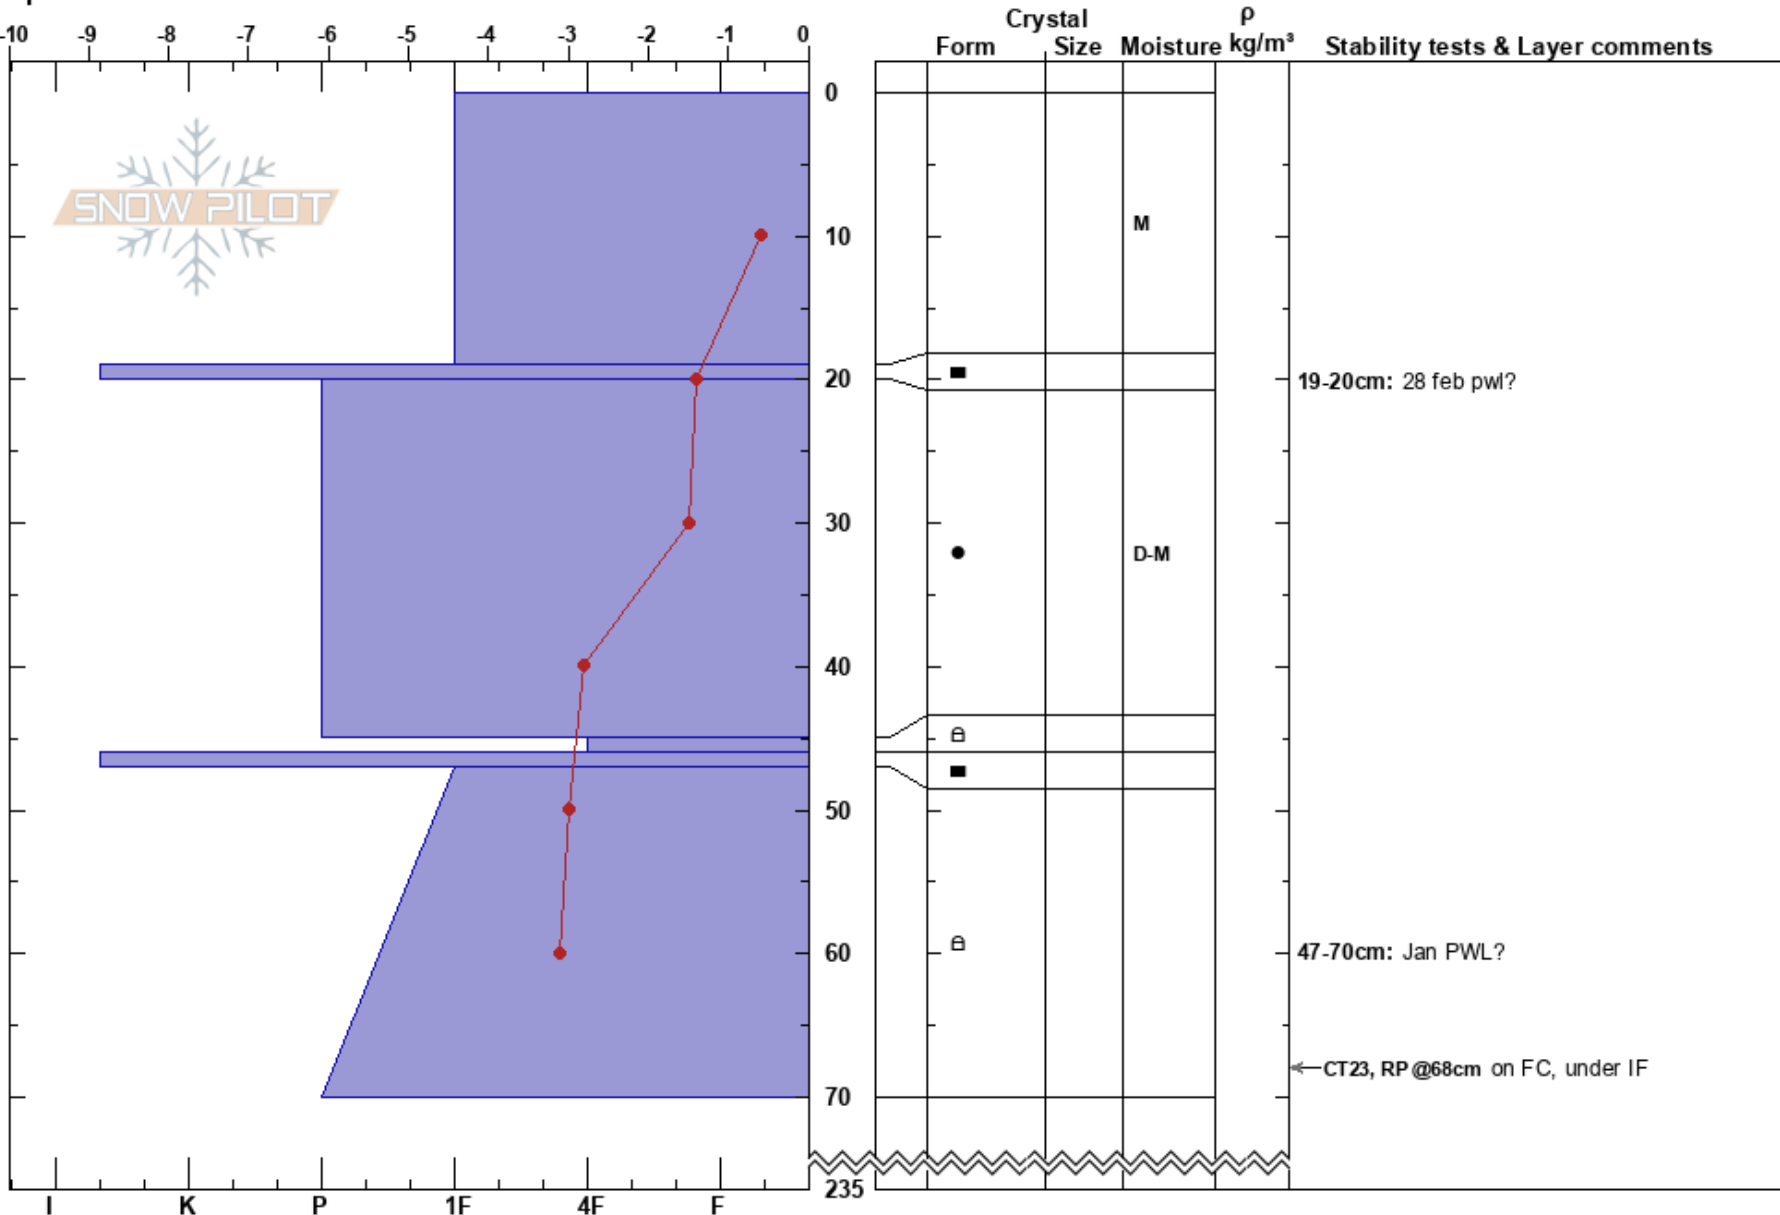 Crystal ρ
-10 -9 -8 -7 -6 -5 -4 -3 -2 -1 0 Form Size Moisture kg/m³ Stability tests & Layer comments
0
SNOW PILOT
10 M
20 19-20cm: 28 feb pwl?
30
D-M
40
50
60 47-70cm: Jan PWL?
CT23, RP @68cm on FC, under IF
70
235
I K P 1F 4F F